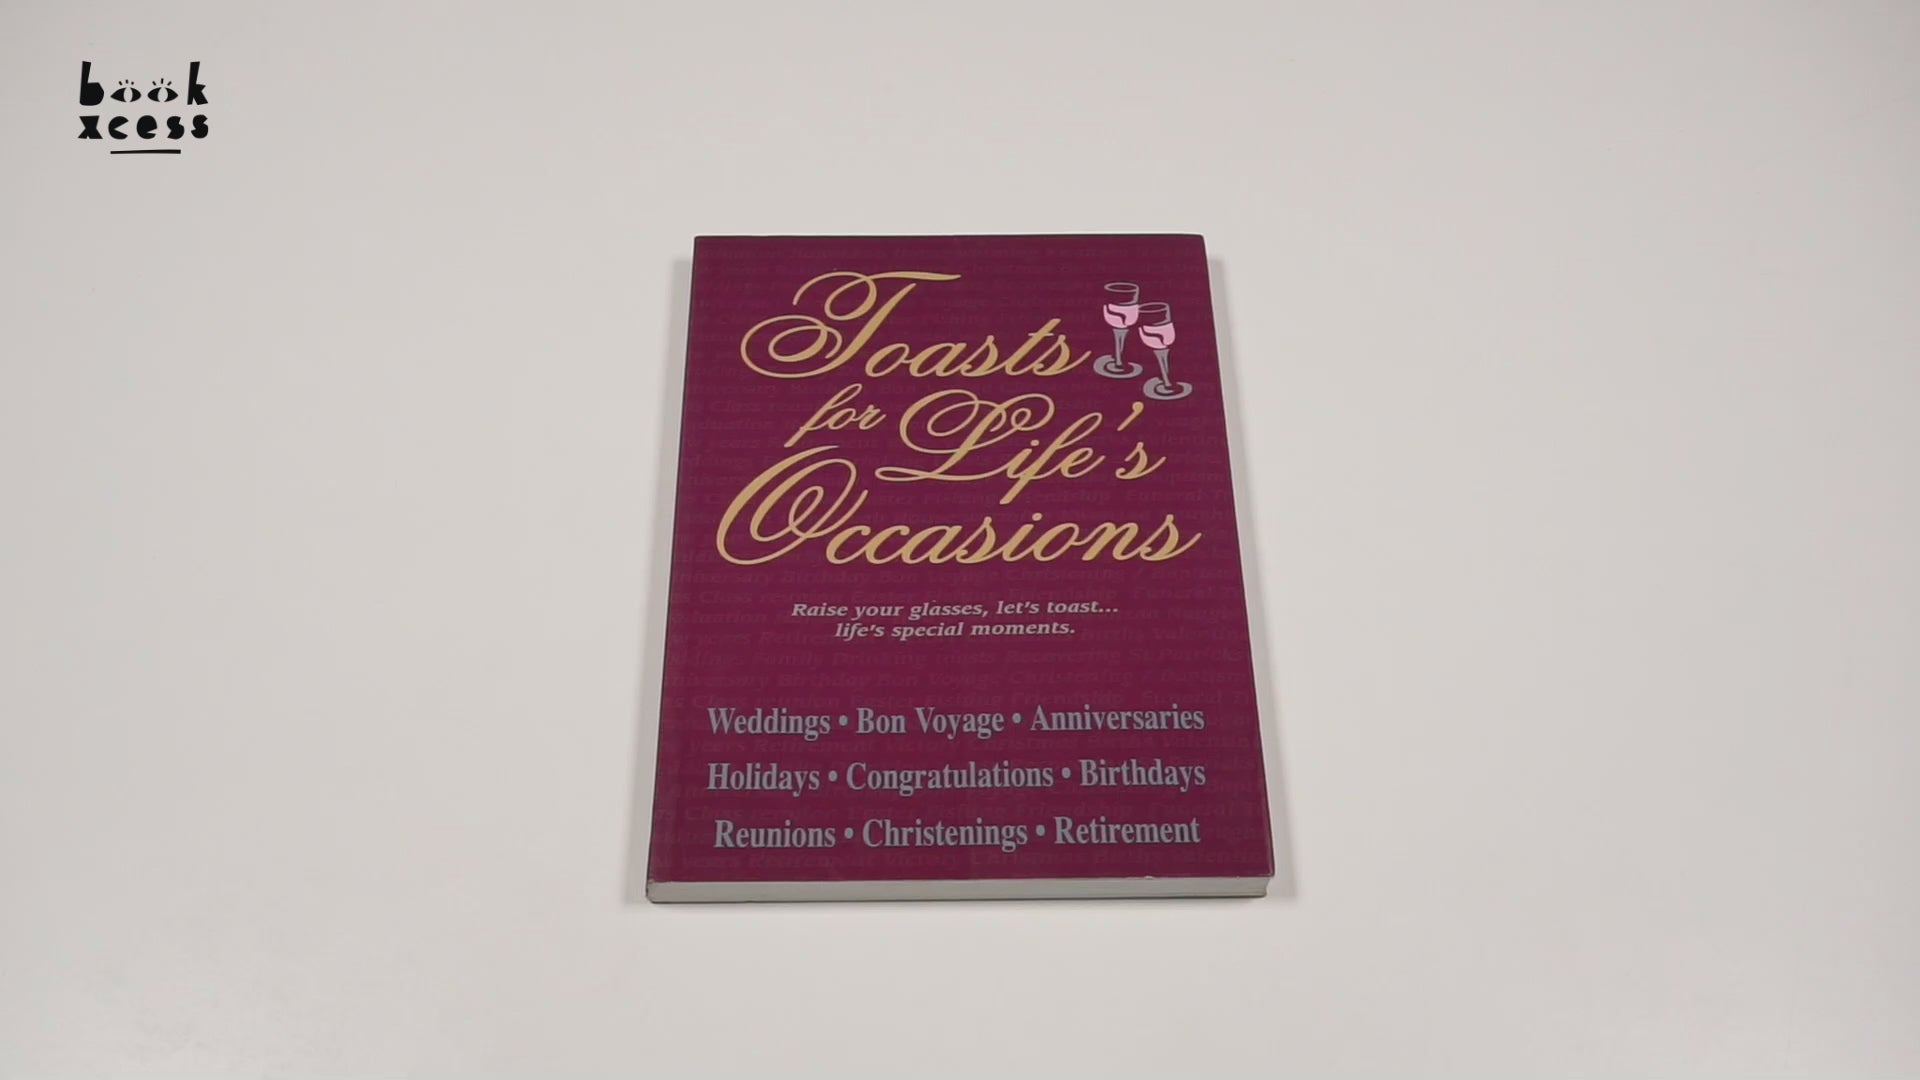 book
xcess
Toasts
for Life's
Occasions
Raise your glasses, let's toast...
life's special moments.
Weddings • Bon Voyage • Anniversaries
Holidays • Congratulations • Birthdays
Reunions • Christenings • Retirement